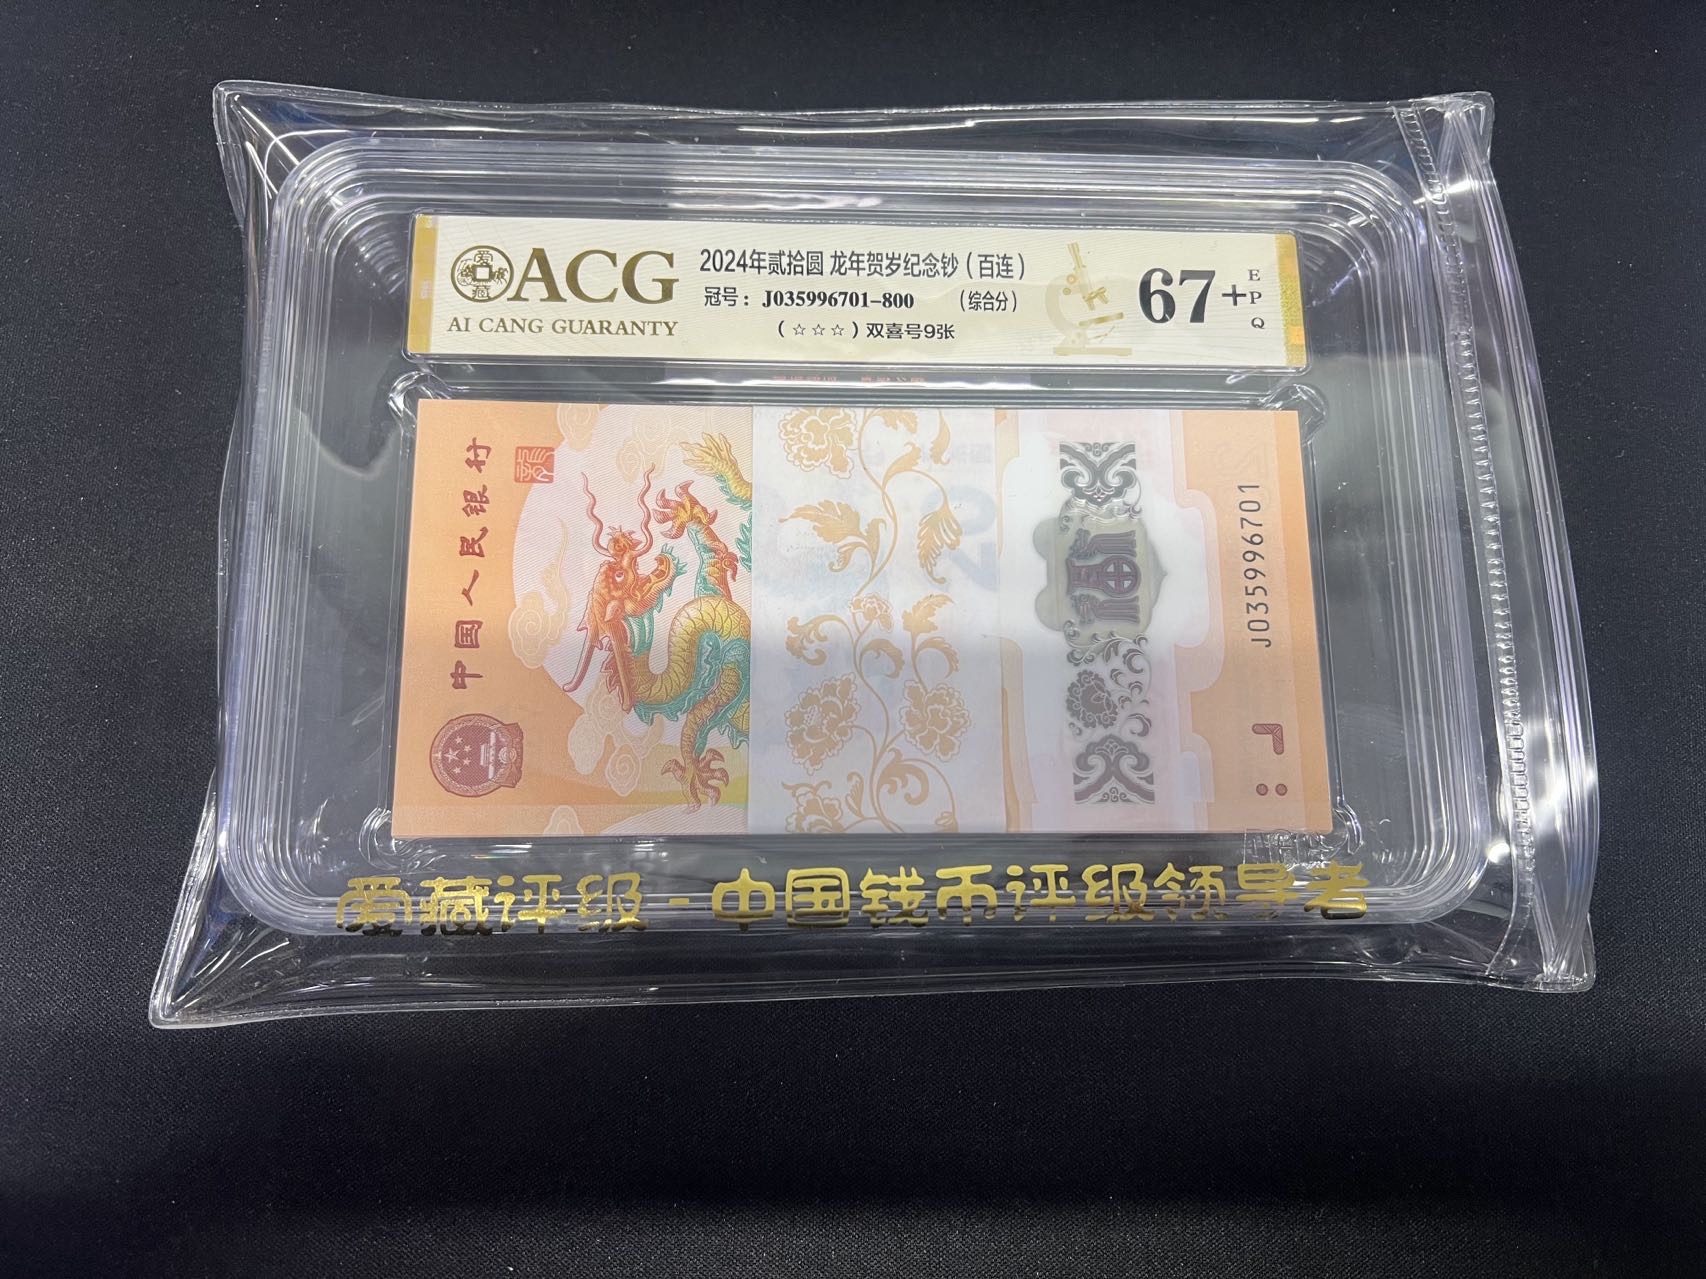 ACG
AI CANG GUARANTY
2024年贰拾圆 龙年贺岁纪念钞（百连）
冠号：J035996701-800 （综合分）
（☆☆☆）双喜号9张
67+
EPQ
中国人民银行
福
J035996701
爱藏评级-中国钱币评级领导者